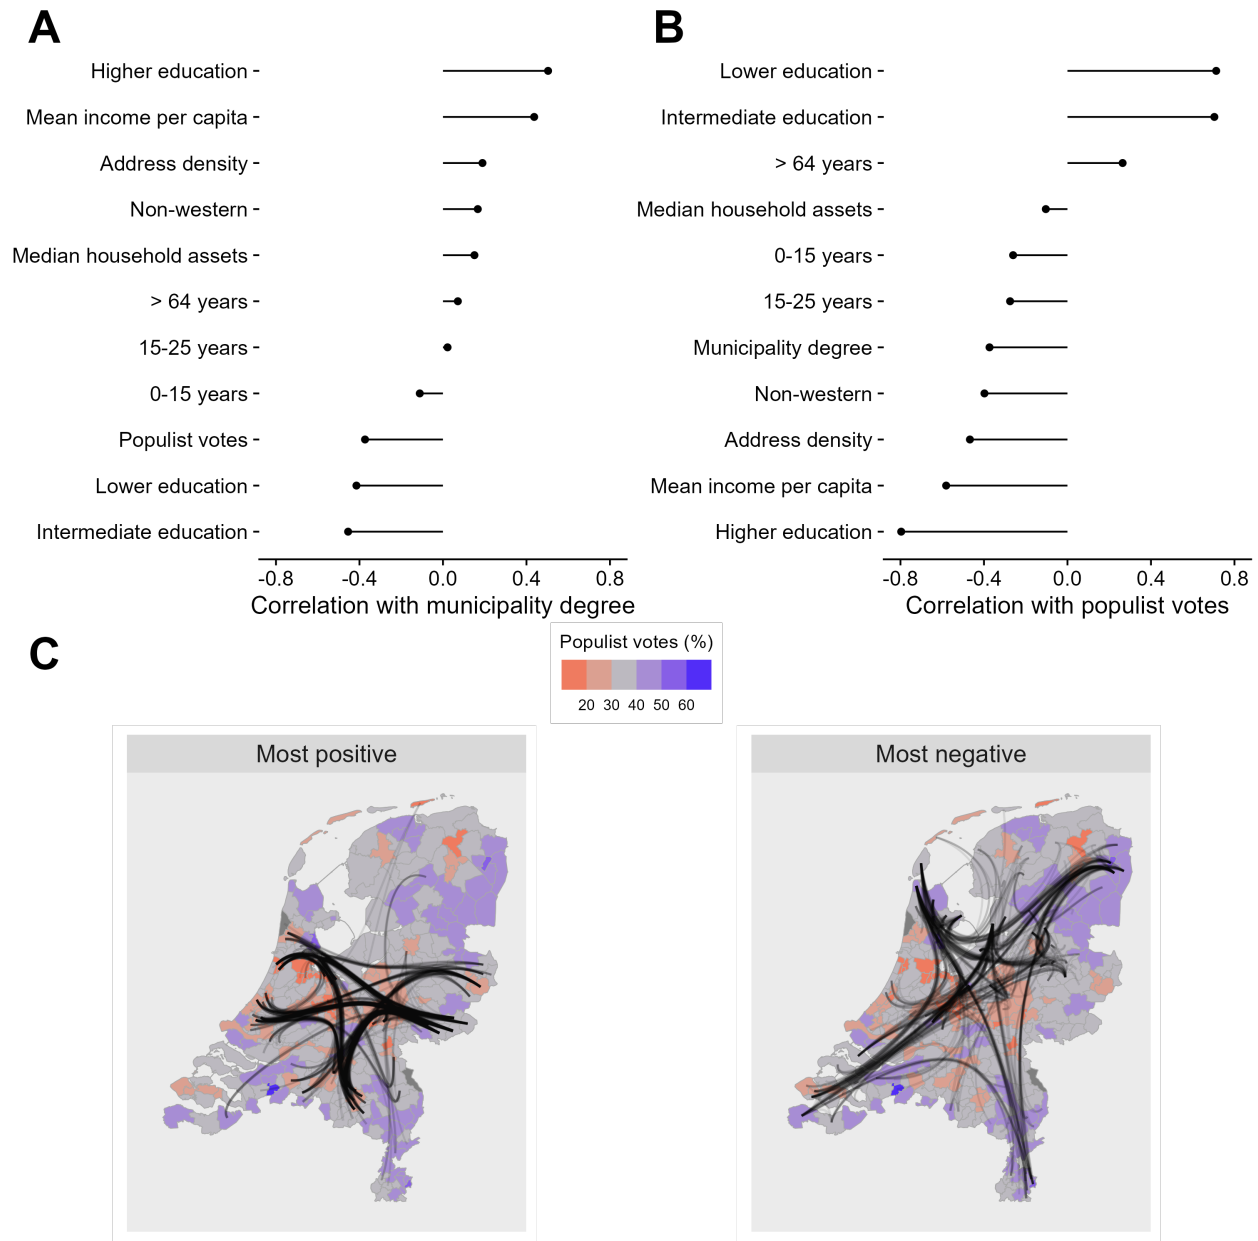 A
Higher education
Mean income per capita
Address density
Non-western
Median household assets
> 64 years
15-25 years
0-15 years
Populist votes
Lower education
Intermediate education
-0.8 -0.4 0.0 0.4 0.8
Correlation with municipality degree
B
Lower education
Intermediate education
> 64 years
Median household assets
0-15 years
15-25 years
Municipality degree
Non-western
Address density
Mean income per capita
Higher education
-0.8 -0.4 0.0 0.4 0.8
Correlation with populist votes
C
Populist votes (%)
20 30 40 50 60
Most positive
Most negative